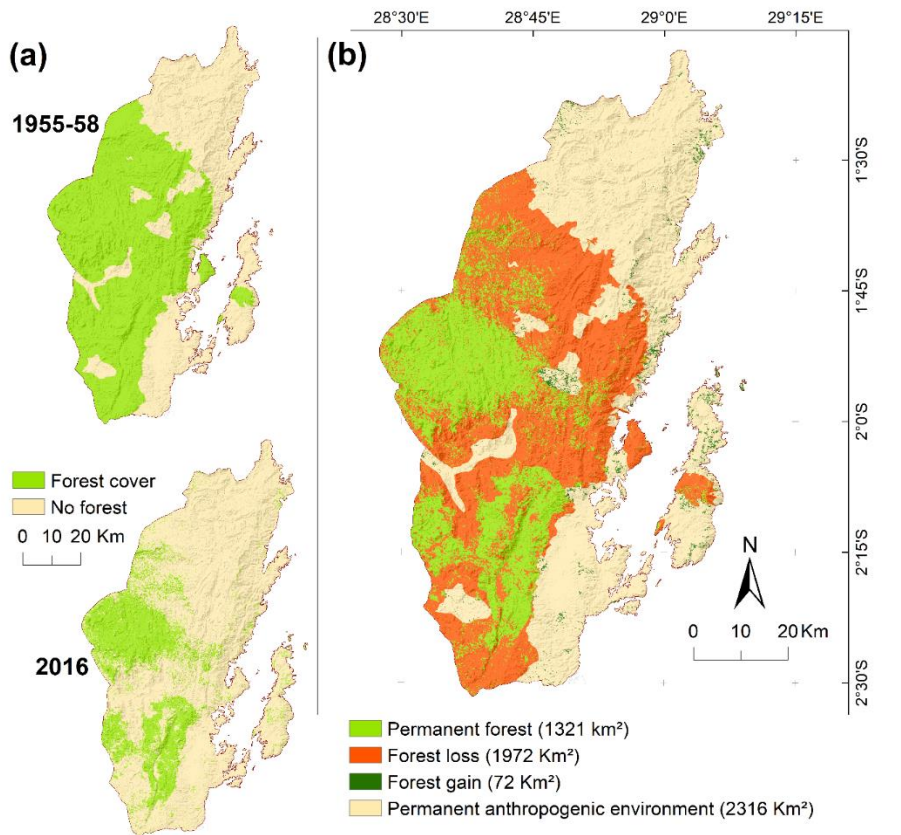 (a)
1955-58
Forest cover
No forest
0 10 20 Km
2016
(b)
28°30'E 28°45'E 29°0'E 29°15'E
1°30'S
1°45'S
2°0'S
2°15'S
2°30'S
N
0 10 20 Km
Permanent forest (1321 km²)
Forest loss (1972 Km²)
Forest gain (72 Km²)
Permanent anthropogenic environment (2316 Km²)